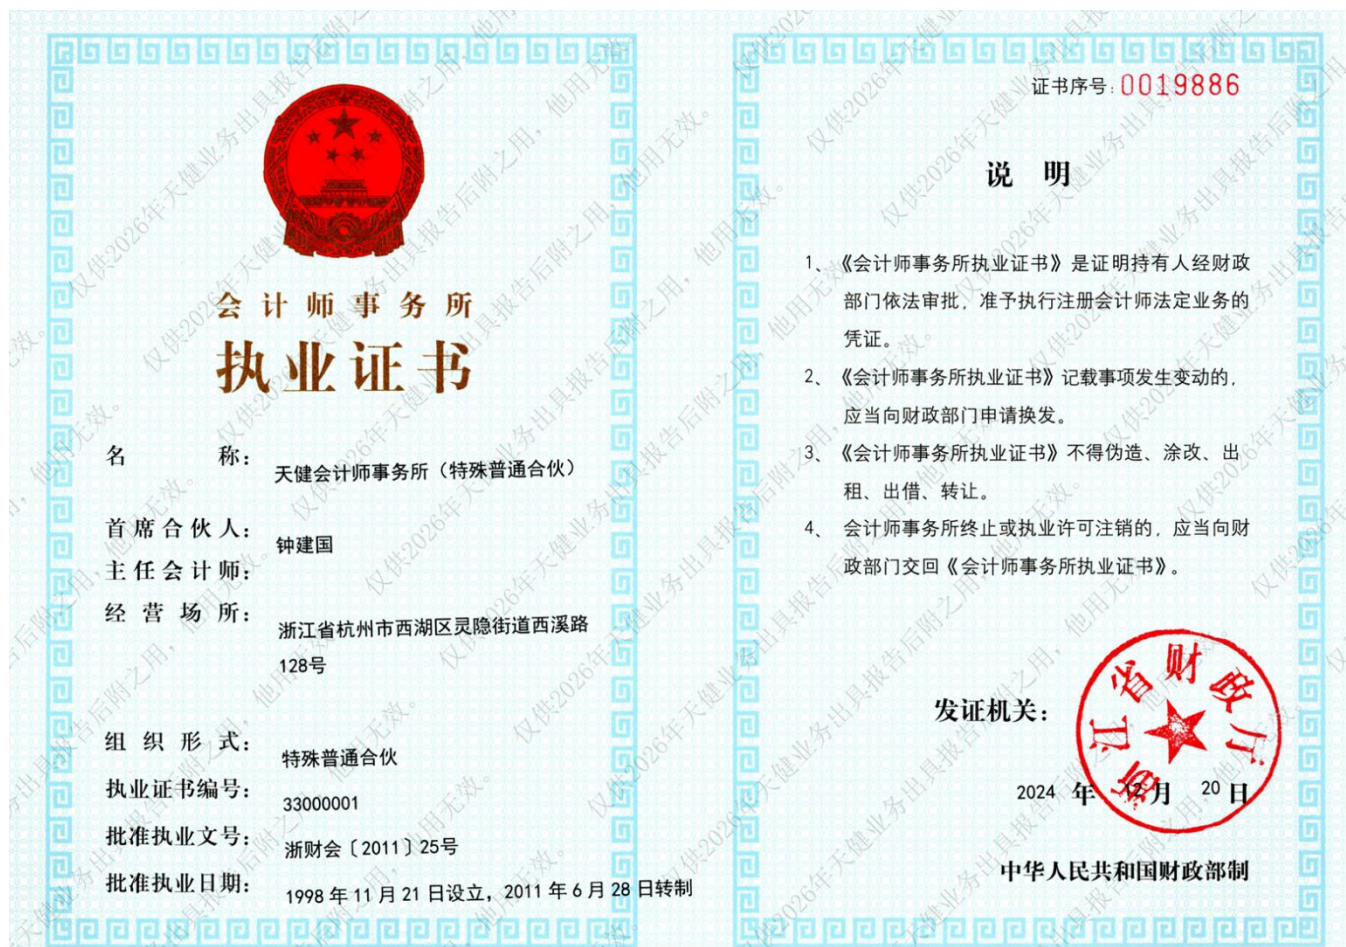 会计师事务所
执业证书
名称：
天健会计师事务所（特殊普通合伙）
首席合伙人：
钟建国
主任会计师：
经营场所：
浙江省杭州市西湖区灵隐街道西溪路
128号
组织形式：
特殊普通合伙
执业证书编号：
33000001
批准执业文号：
浙财会〔2011〕25号
批准执业日期：
1998年11月21日设立，2011年6月28日转制
证书序号：0019886
说 明
1、《会计师事务所执业证书》是证明持有人经财政
部门依法审批，准予执行注册会计师法定业务的
凭证。
2、《会计师事务所执业证书》记载事项发生变动的，
应当向财政部门申请换发。
3、《会计师事务所执业证书》不得伪造、涂改、出
租、出借、转让。
4、 会计师事务所终止或执业许可注销的，应当向财
政部门交回《会计师事务所执业证书》。
发证机关：
浙江省财政厅
2024 年 12月 20日
中华人民共和国财政部制
仅供2026年天健业务出具报告后附之用，他用无效。